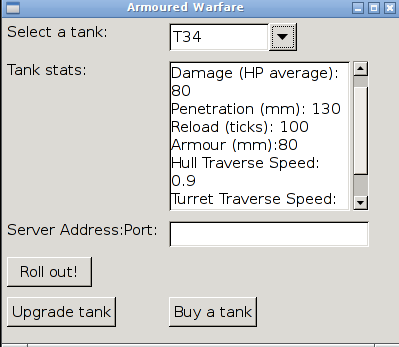 Armoured Warfare
Select a tank:
T34
Tank stats:
Damage (HP average):
80
Penetration (mm): 130
Reload (ticks): 100
Armour (mm):80
Hull Traverse Speed:
0.9
Turret Traverse Speed:
Server Address:Port:
Roll out!
Upgrade tank
Buy a tank